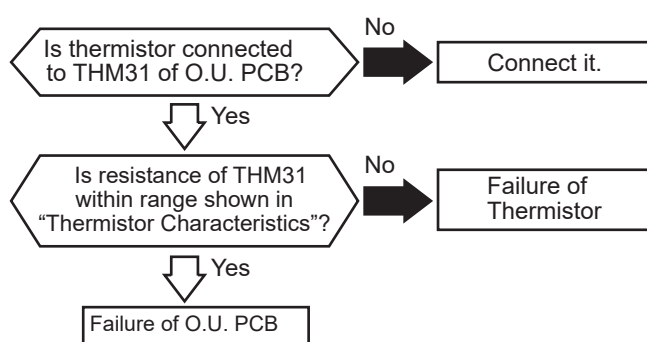 Is thermistor connected
to THM31 of O.U. PCB?
No
Connect it.
Yes
Is resistance of THM31
within range shown in
“Thermistor Characteristics”?
No
Failure of
Thermistor
Yes
Failure of O.U. PCB